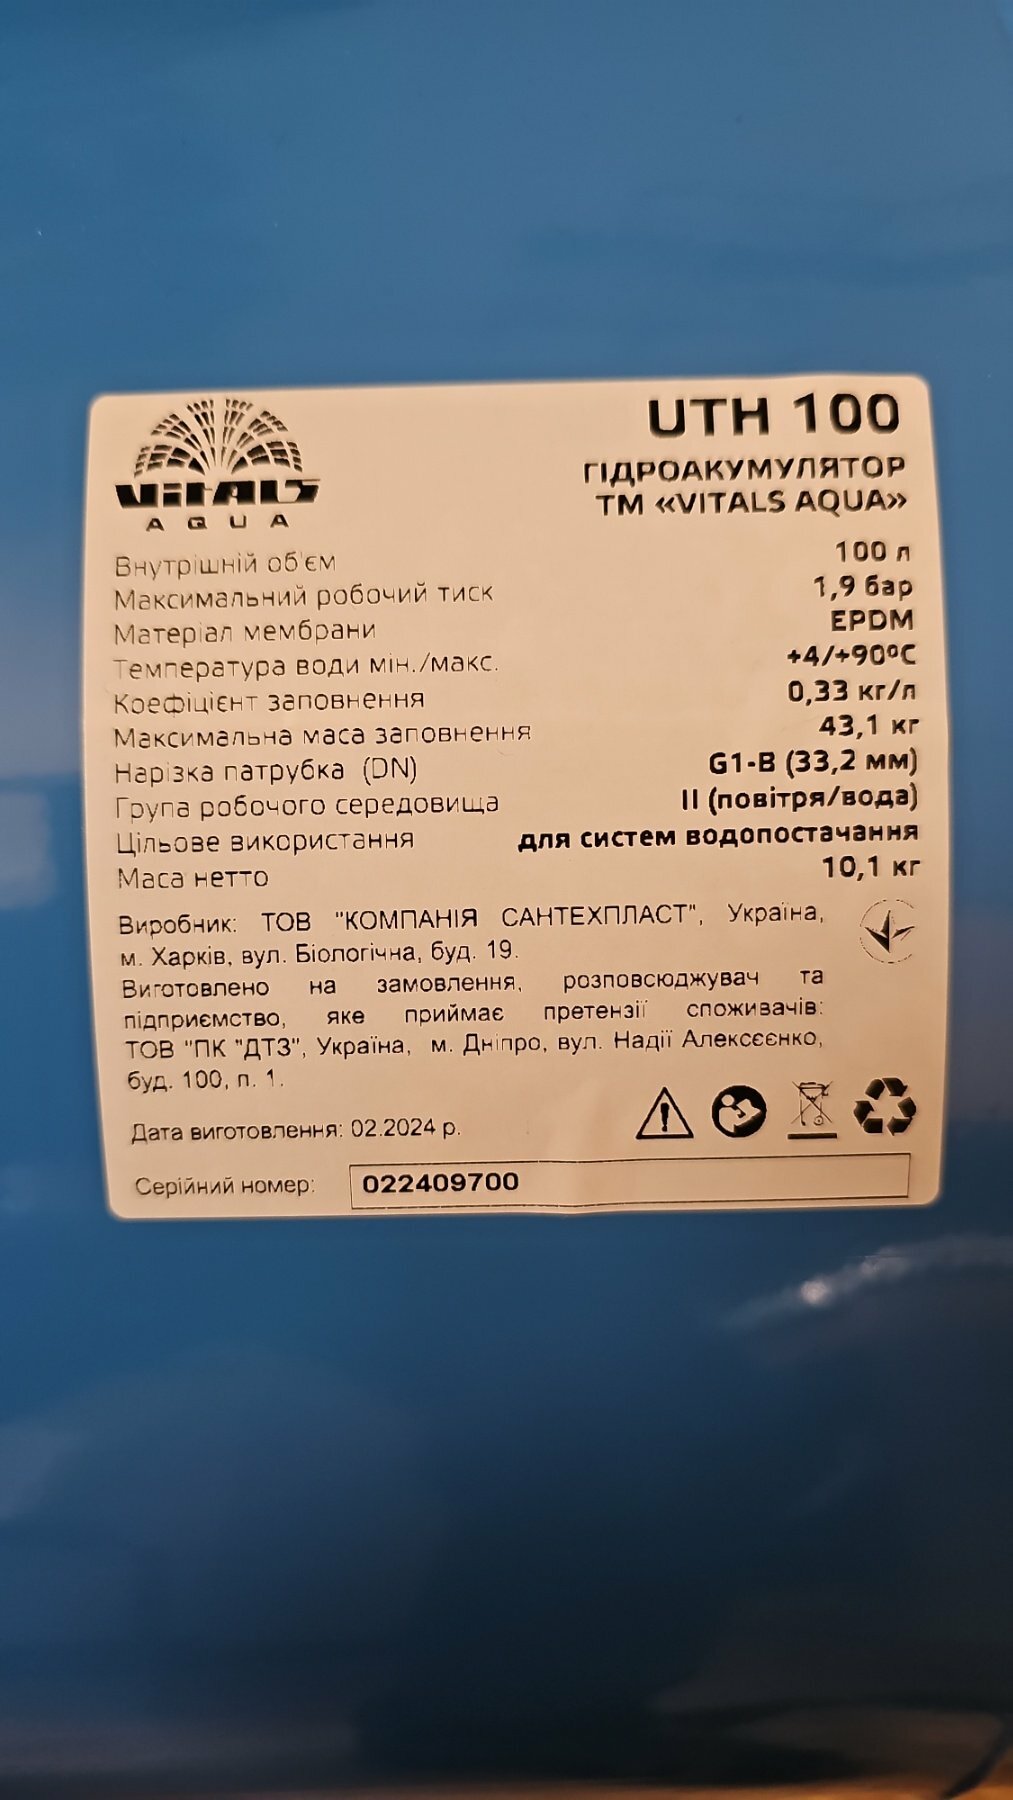 UTH 100
VITALS
AQUA
ГІДРОАКУМУЛЯТОР
ТМ «VITALS AQUA»
Внутрішній об'єм 100 л
Максимальний робочий тиск 1,9 бар
Матеріал мембрани EPDM
Температура води мін./макс. +4/+90ºС
Коефіцієнт заповнення 0,33 кг/л
Максимальна маса заповнення 43,1 кг
Нарізка патрубка (DN) G1-B (33,2 мм)
Група робочого середовища II (повітря/вода)
Цільове використання для систем водопостачання
Маса нетто 10,1 кг
Виробник: ТОВ "КОМПАНІЯ САНТЕХПЛАСТ", Україна,
м. Харків, вул. Біологічна, буд. 19.
Виготовлено на замовлення, розповсюджувач та
підприємство, яке приймає претензії споживачів:
ТОВ "ПК "ДТЗ", Україна, м. Дніпро, вул. Надії Алексєєнко,
буд. 100, п. 1.
Дата виготовлення: 02.2024 р.
Серійний номер: 022409700